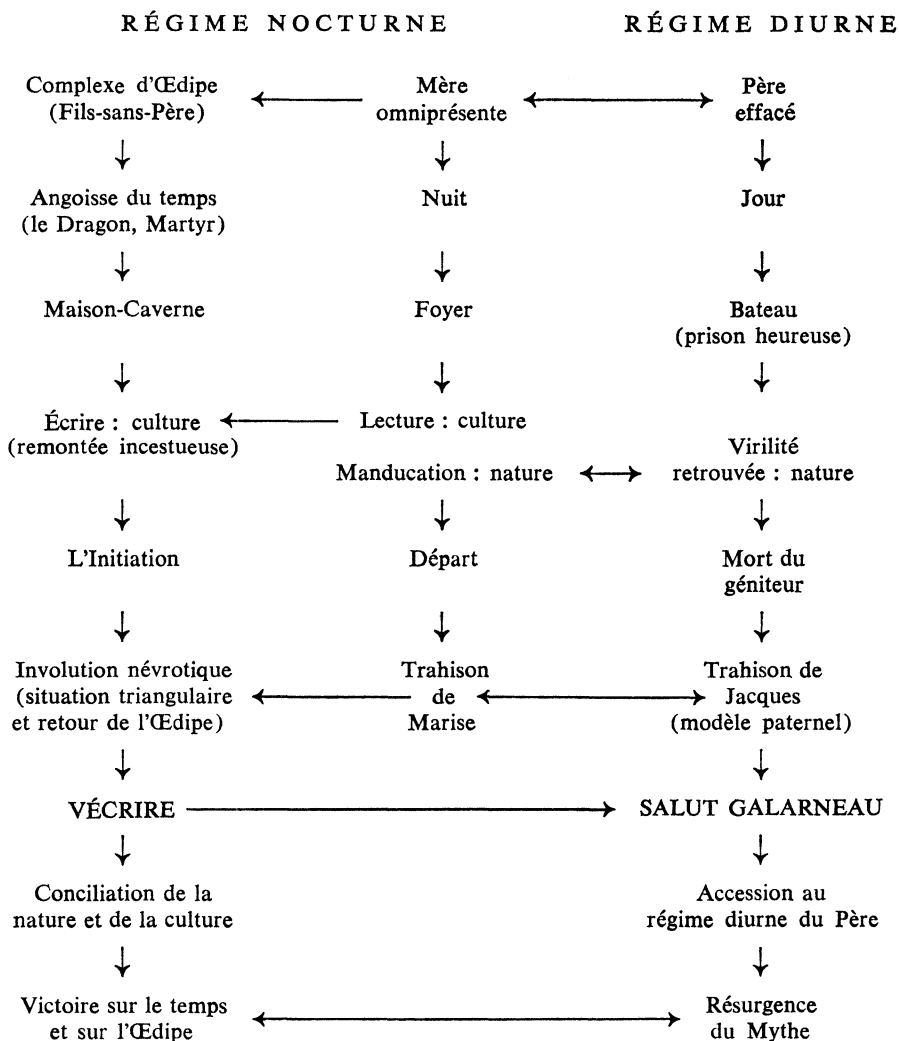 RÉGIME NOCTURNE RÉGIME DIURNE
Complexe d'Œdipe Mère Père
(Fils-sans-Père) omniprésente effacé
Angoisse du temps Nuit Jour
(le Dragon, Martyr)
Maison-Caverne Foyer Bateau
(prison heureuse)
Écrire : culture Lecture : culture
(remontée incestueuse) Virilité
Manducation : nature retrouvée : nature
L'Initiation Départ Mort du
géniteur
Involution névrotique Trahison Trahison de
(situation triangulaire de Jacques
et retour de l'Œdipe) Marise (modèle paternel)
VÉCRIRE SALUT GALARNEAU
Conciliation de la Accession au
nature et de la culture régime diurne du Père
Victoire sur le temps Résurgence
et sur l'Œdipe du Mythe